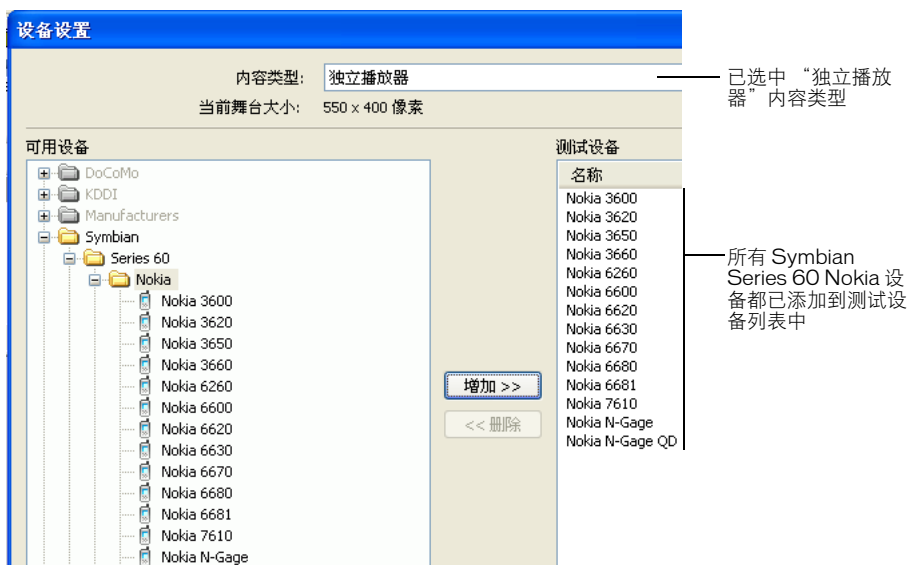 设备设置
内容类型: 独立播放器
当前舞台大小: 550 x 400 像素
已选中 “独立播放
器”内容类型
可用设备
DoCoMo
KDDI
Manufacturers
Symbian
Series 60
Nokia
Nokia 3600
Nokia 3620
Nokia 3650
Nokia 3660
Nokia 6260
Nokia 6600
Nokia 6620
Nokia 6630
Nokia 6670
Nokia 6680
Nokia 6681
Nokia 7610
Nokia N-Gage
增加 >>
<< 删除
测试设备
名称
Nokia 3600
Nokia 3620
Nokia 3650
Nokia 3660
Nokia 6260
Nokia 6600
Nokia 6620
Nokia 6630
Nokia 6670
Nokia 6680
Nokia 6681
Nokia 7610
Nokia N-Gage
Nokia N-Gage QD
所有 Symbian
Series 60 Nokia 设
备都已添加到测试设
备列表中